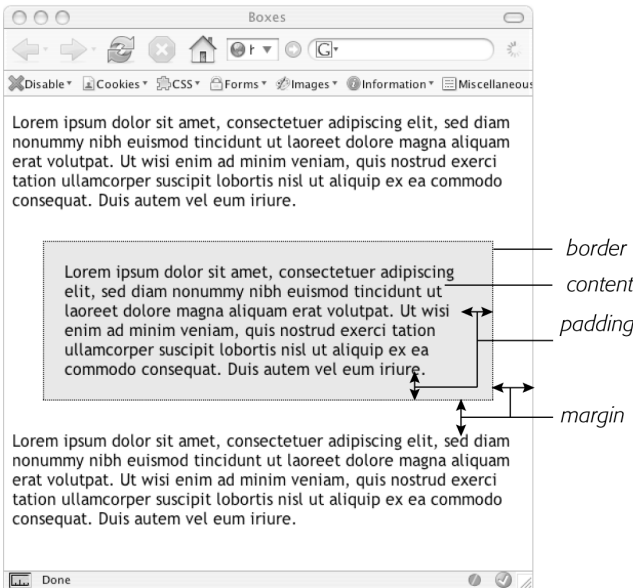 Boxes
G
Disable Cookies CSS Forms Images Information Miscellaneous
Lorem ipsum dolor sit amet, consectetuer adipiscing elit, sed diam
nonummy nibh euismod tincidunt ut laoreet dolore magna aliquam
erat volutpat. Ut wisi enim ad minim veniam, quis nostrud exerci
tation ullamcorper suscipit lobortis nisl ut aliquip ex ea commodo
consequat. Duis autem vel eum iriure.
Lorem ipsum dolor sit amet, consectetuer adipiscing
elit, sed diam nonummy nibh euismod tincidunt ut
laoreet dolore magna aliquam erat volutpat. Ut wisi
enim ad minim veniam, quis nostrud exerci tation
ullamcorper suscipit lobortis nisl ut aliquip ex ea
commodo consequat. Duis autem vel eum iriure.
border
content
padding
margin
Lorem ipsum dolor sit amet, consectetuer adipiscing elit, sed diam
nonummy nibh euismod tincidunt ut laoreet dolore magna aliquam
erat volutpat. Ut wisi enim ad minim veniam, quis nostrud exerci
tation ullamcorper suscipit lobortis nisl ut aliquip ex ea commodo
consequat. Duis autem vel eum iriure.
Done